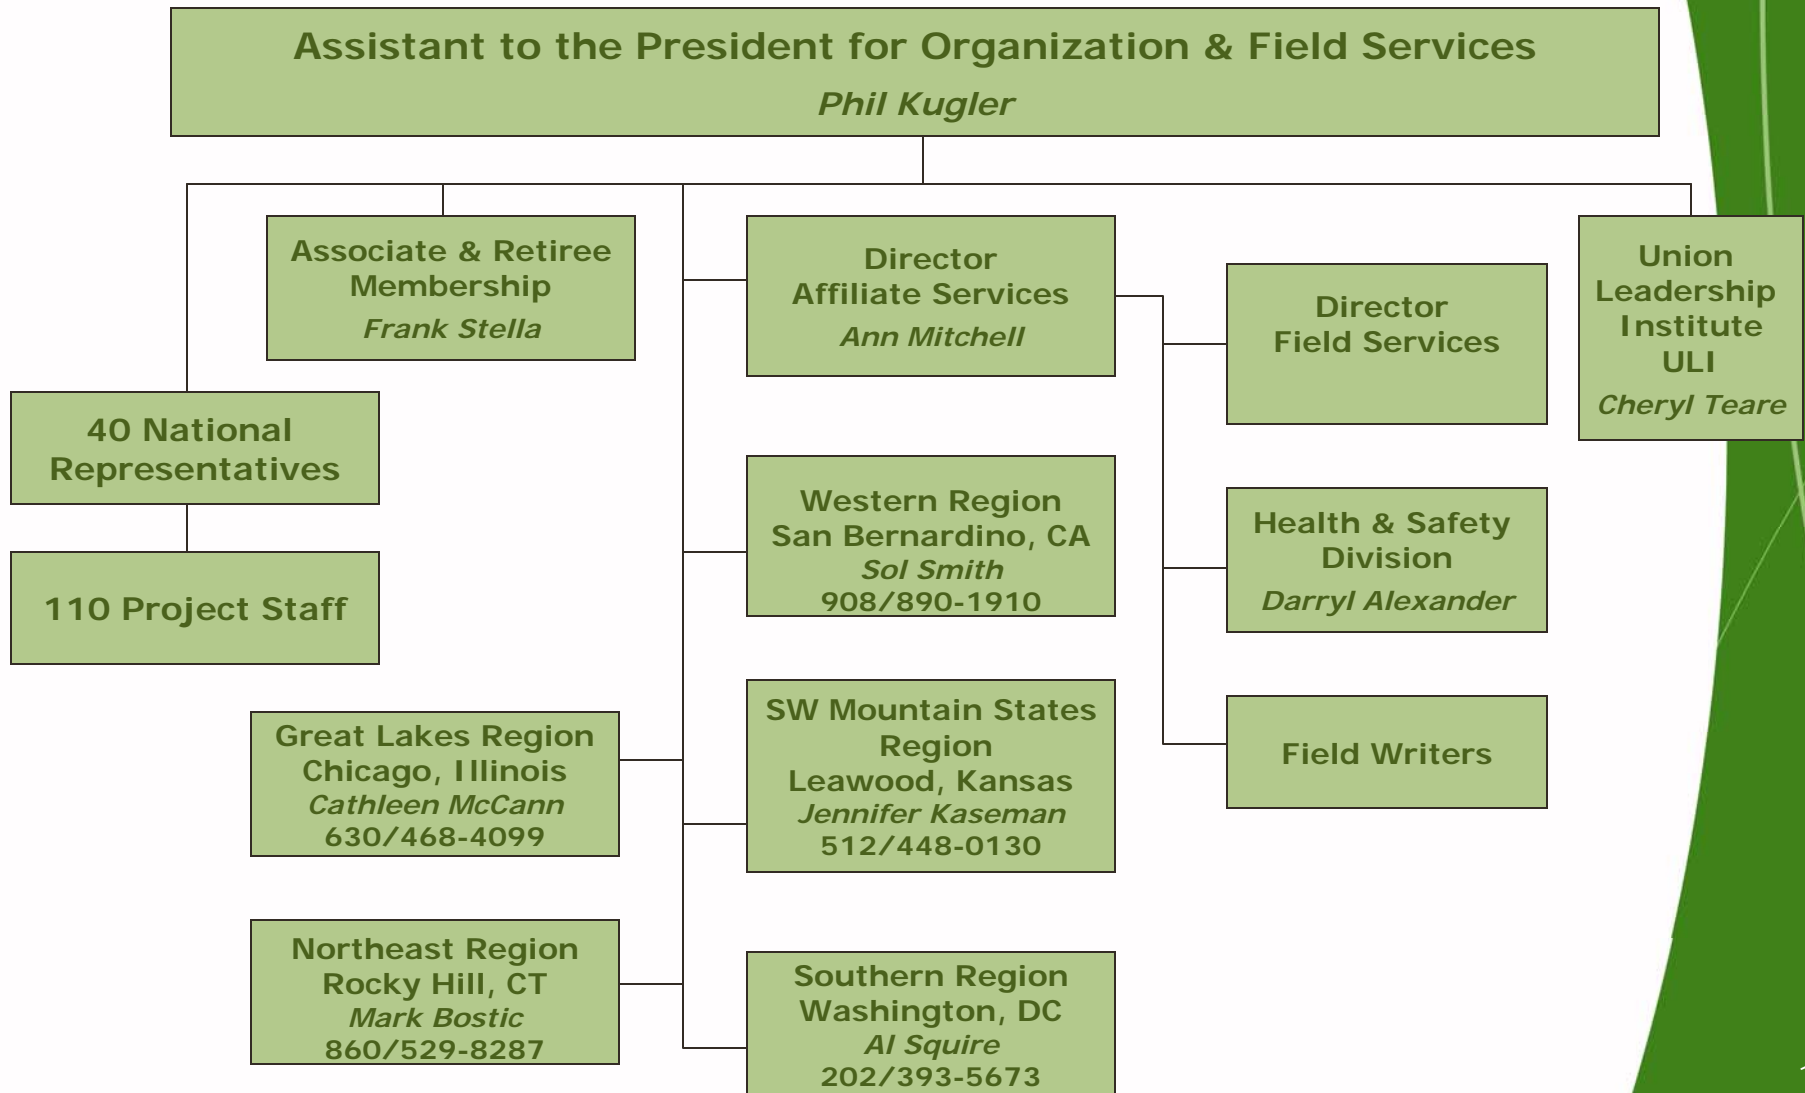 Assistant to the President for Organization & Field Services
Phil Kugler
Associate & Retiree
Membership
Frank Stella
Director
Affiliate Services
Ann Mitchell
Director
Field Services
Union
Leadership
Institute
ULI
Cheryl Teare
40 National
Representatives
110 Project Staff
Western Region
San Bernardino, CA
Sol Smith
908/890-1910
Health & Safety
Division
Darryl Alexander
Great Lakes Region
Chicago, Illinois
Cathleen McCann
630/468-4099
SW Mountain States
Region
Leawood, Kansas
Jennifer Kaseman
512/448-0130
Field Writers
Northeast Region
Rocky Hill, CT
Mark Bostic
860/529-8287
Southern Region
Washington, DC
Al Squire
202/393-5673